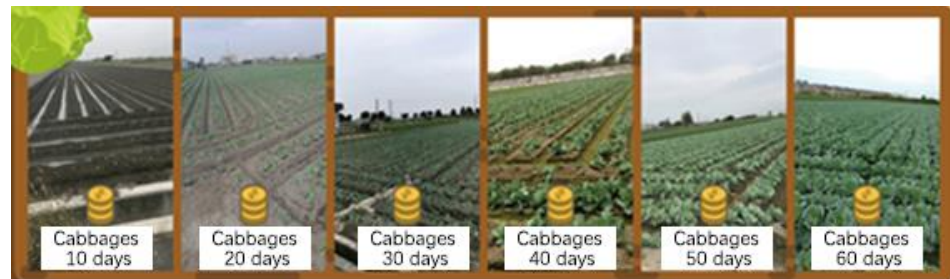 Cabbages
10 days
Cabbages
20 days
Cabbages
30 days
Cabbages
40 days
Cabbages
50 days
Cabbages
60 days